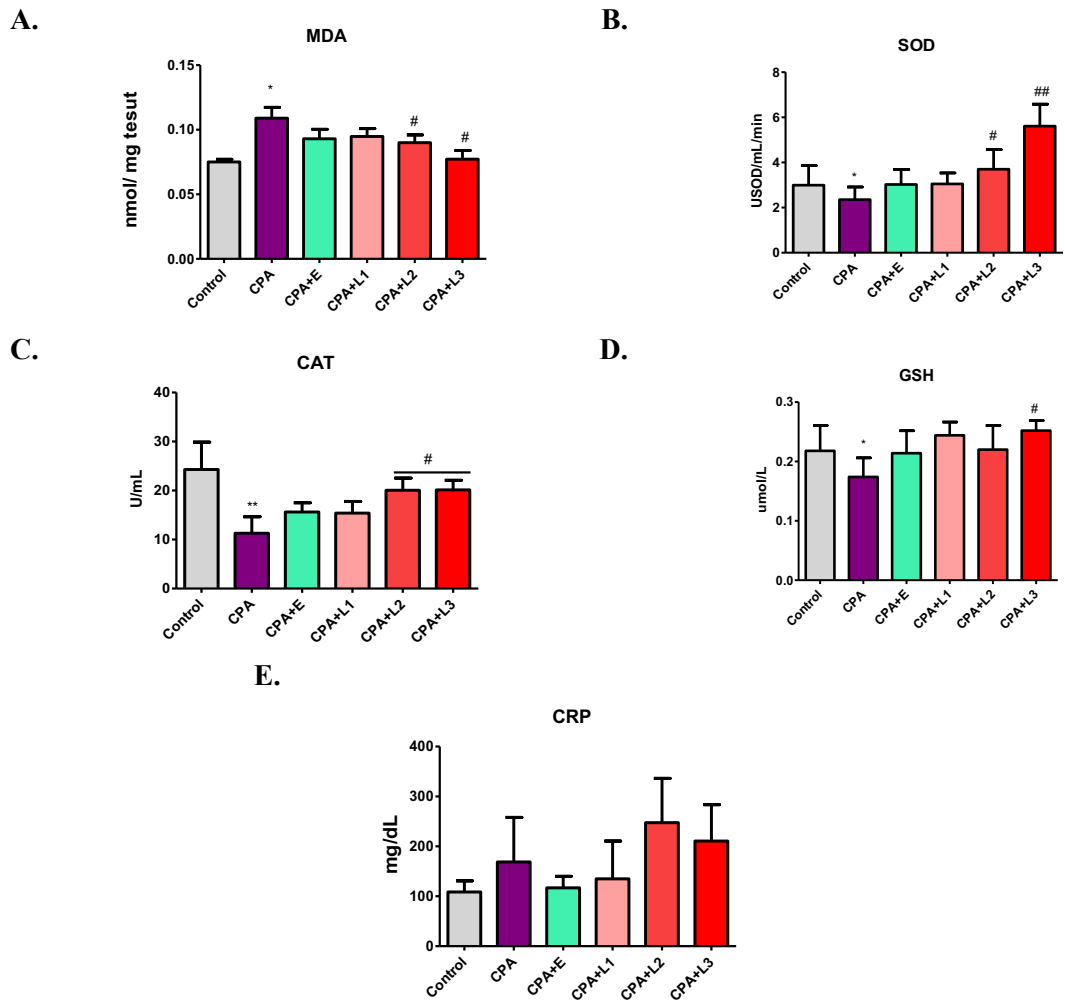 A.
MDA
nmol/ mg tesut
0.15
0.10
0.05
0.00
*
#
#
Control
CPA
CPA+E
CPA+L1
CPA+L2
CPA+L3
B.
SOD
USOD/mL/min
8
6
4
2
0
*
#
##
Control
CPA
CPA+E
CPA+L1
CPA+L2
CPA+L3
C.
CAT
U/mL
40
30
20
10
0
**
#
Control
CPA
CPA+E
CPA+L1
CPA+L2
CPA+L3
D.
GSH
umol/L
0.3
0.2
0.1
0.0
*
#
Control
CPA
CPA+E
CPA+L1
CPA+L2
CPA+L3
E.
CRP
mg/dL
400
300
200
100
0
Control
CPA
CPA+E
CPA+L1
CPA+L2
CPA+L3